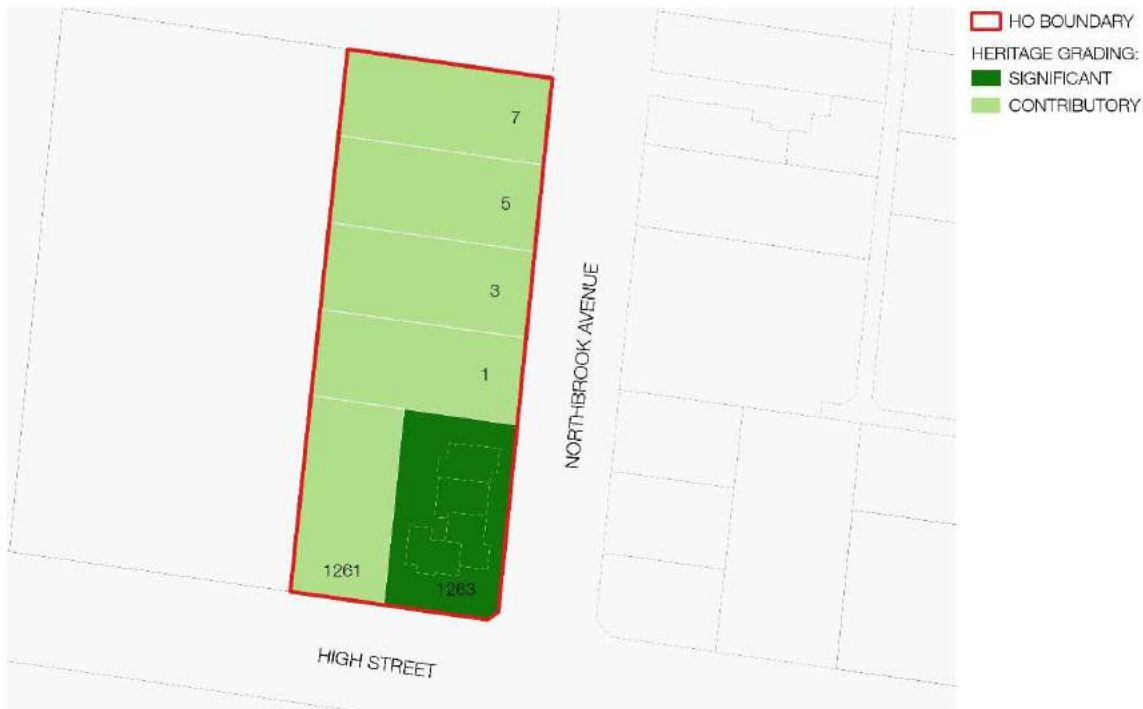 HO BOUNDARY
HERITAGE GRADING:
SIGNIFICANT
CONTRIBUTORY
7
5
3
1
NORTHBROOK AVENUE
1261
1263
HIGH STREET